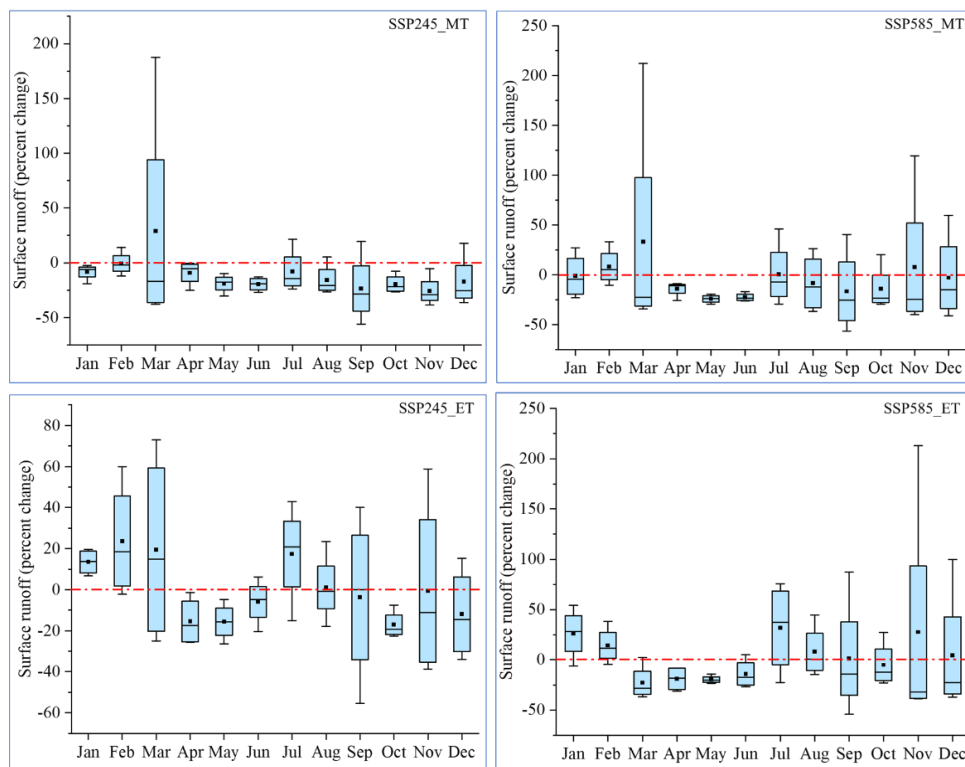 SSP245_MT
Surface runoff (percent change)
200
150
100
50
0
-50
Jan Feb Mar Apr May Jun Jul Aug Sep Oct Nov Dec
SSP585_MT
Surface runoff (percent change)
250
200
150
100
50
0
-50
Jan Feb Mar Apr May Jun Jul Aug Sep Oct Nov Dec
SSP245_ET
Surface runoff (percent change)
80
60
40
20
0
-20
-40
-60
Jan Feb Mar Apr May Jun Jul Aug Sep Oct Nov Dec
SSP585_ET
Surface runoff (percent change)
250
200
150
100
50
0
-50
Jan Feb Mar Apr May Jun Jul Aug Sep Oct Nov Dec